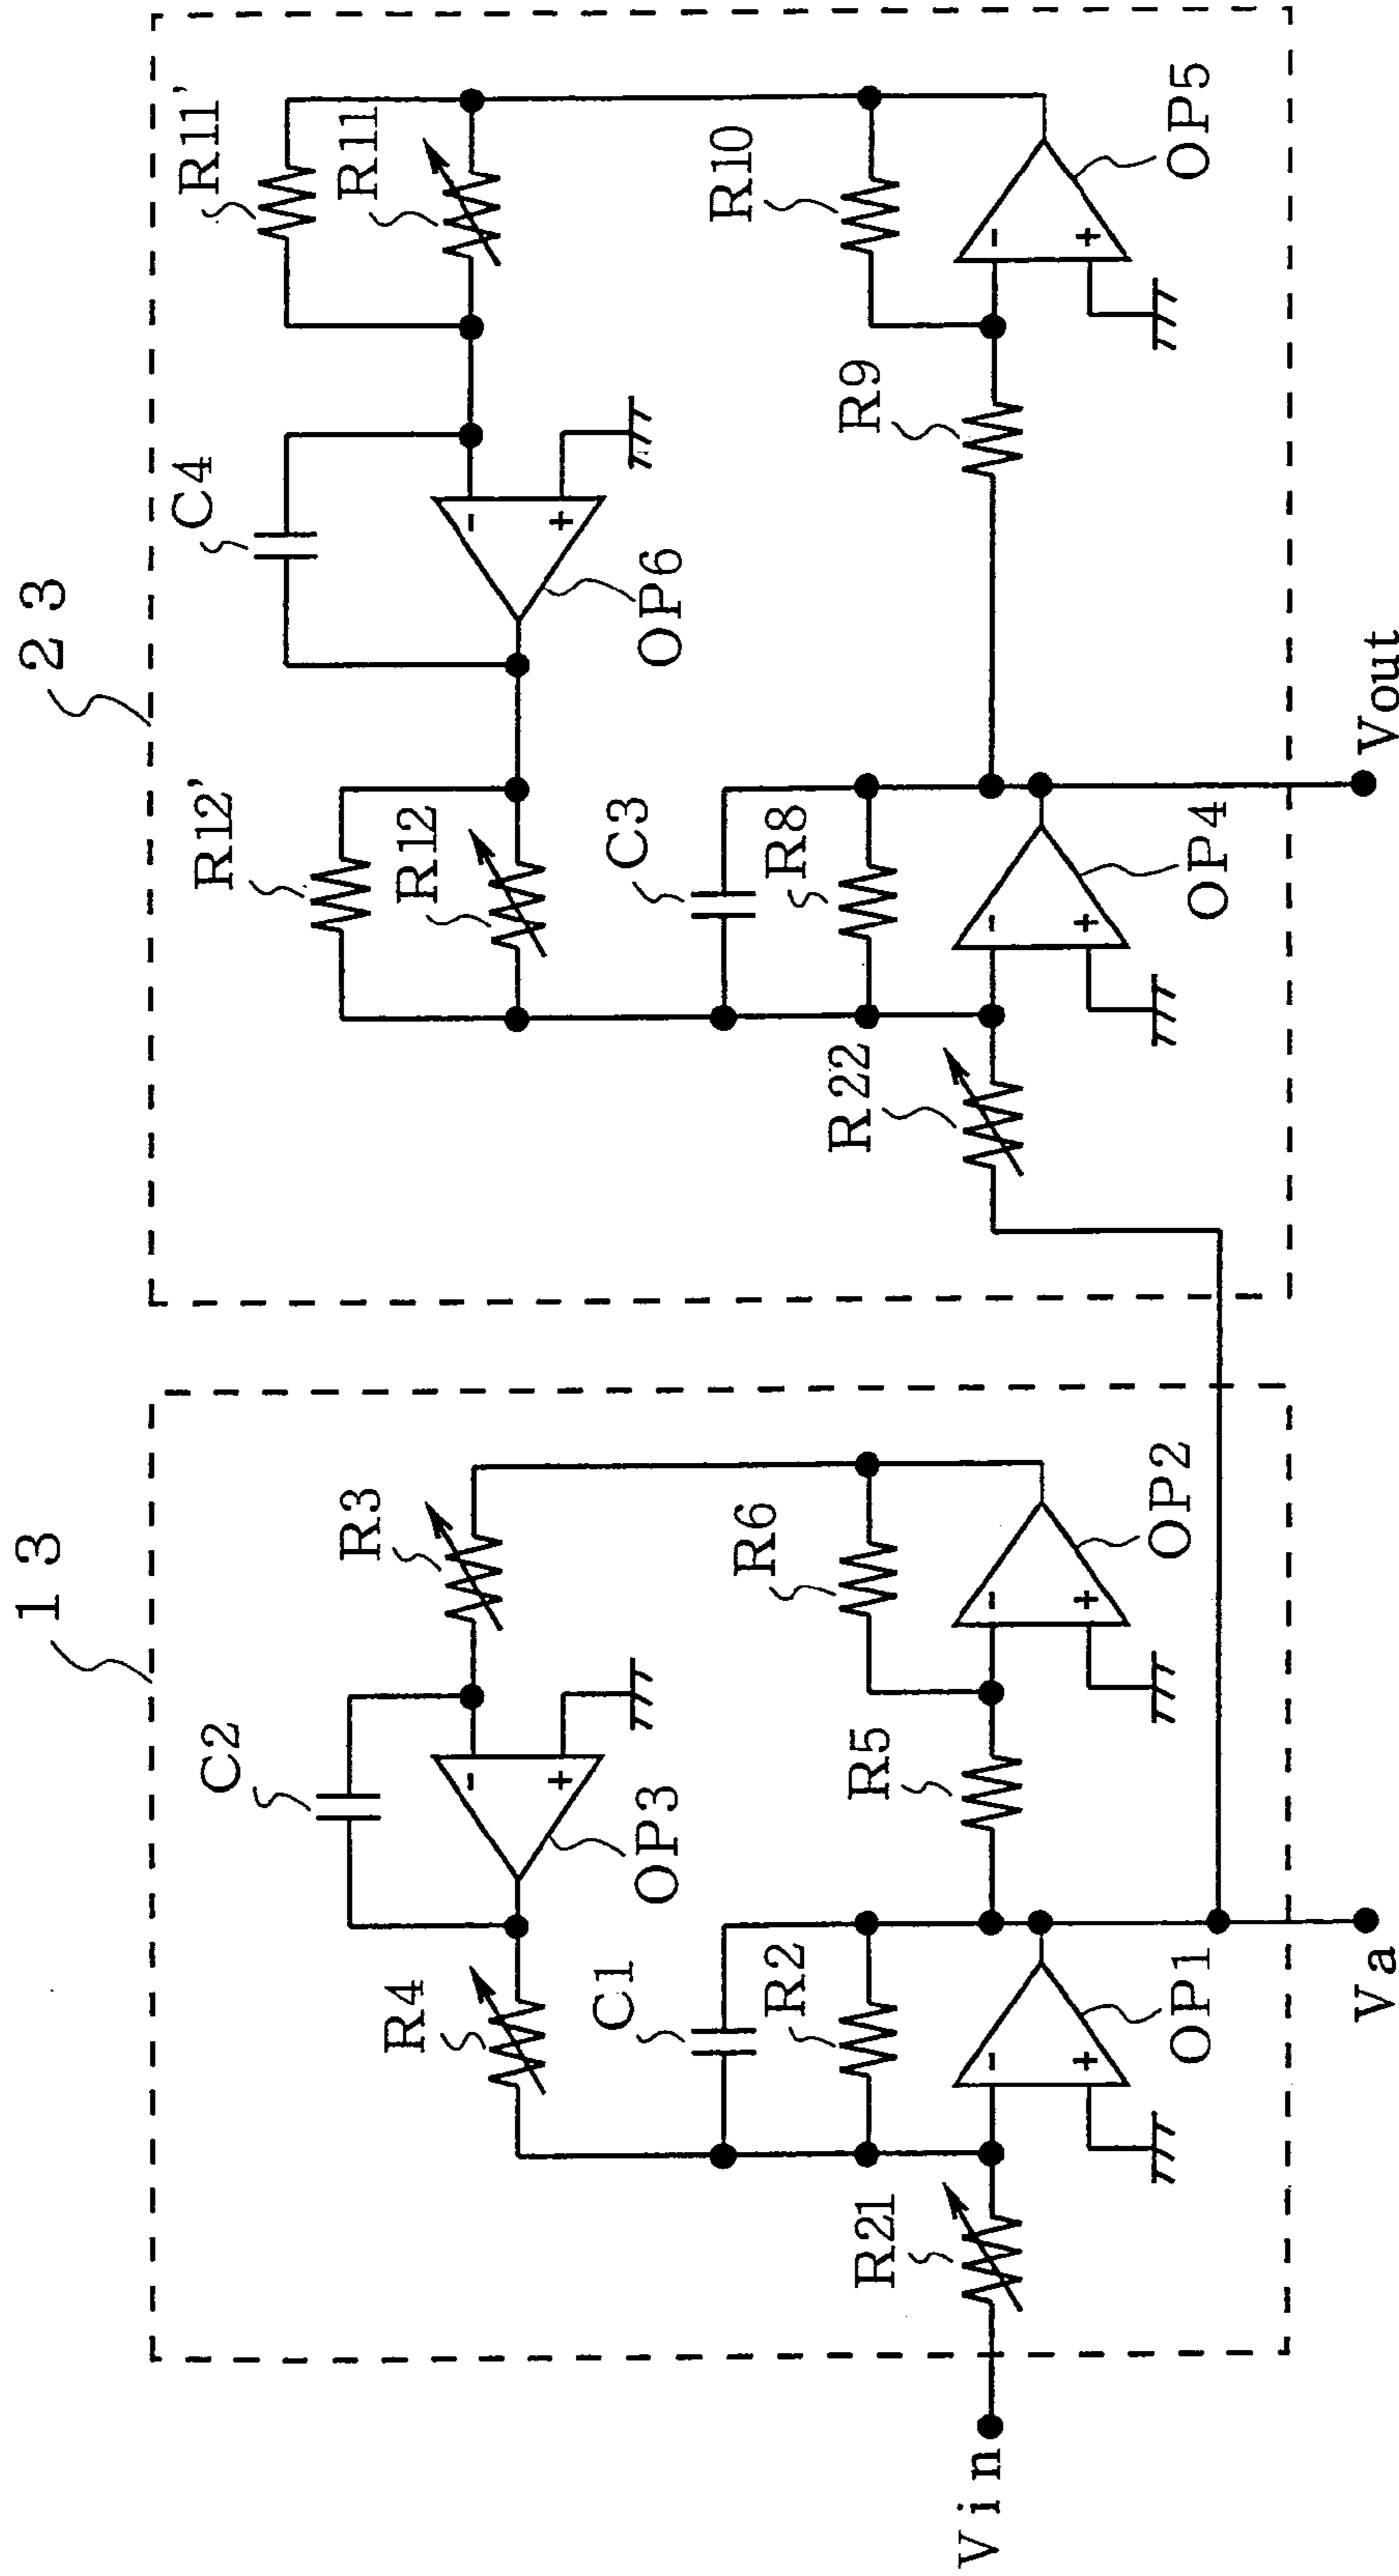 13
23
C2
R3
R4
OP3
C1
R2
R6
R5
R21
OP1
OP2
Vin
Va
R12'
C4
R11'
R12
R11
OP6
C3
R8
R10
R22
R9
OP4
OP5
Vout